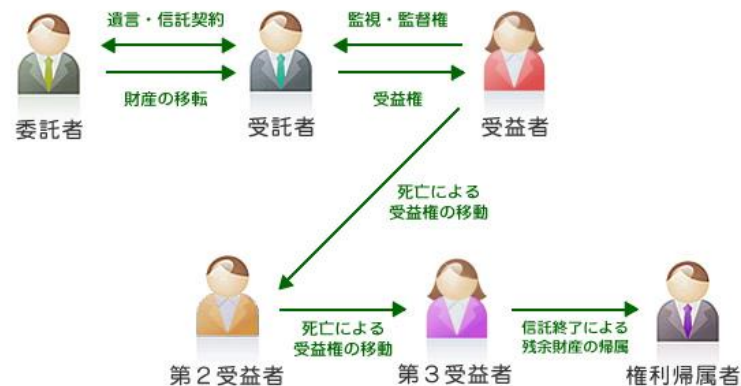 遺言・信託契約
監視・監督権
財産の移転
受益権
委託者
受託者
受益者
死亡による
受益権の移動
死亡による
受益権の移動
信託終了による
残余財産の帰属
第２受益者
第３受益者
権利帰属者